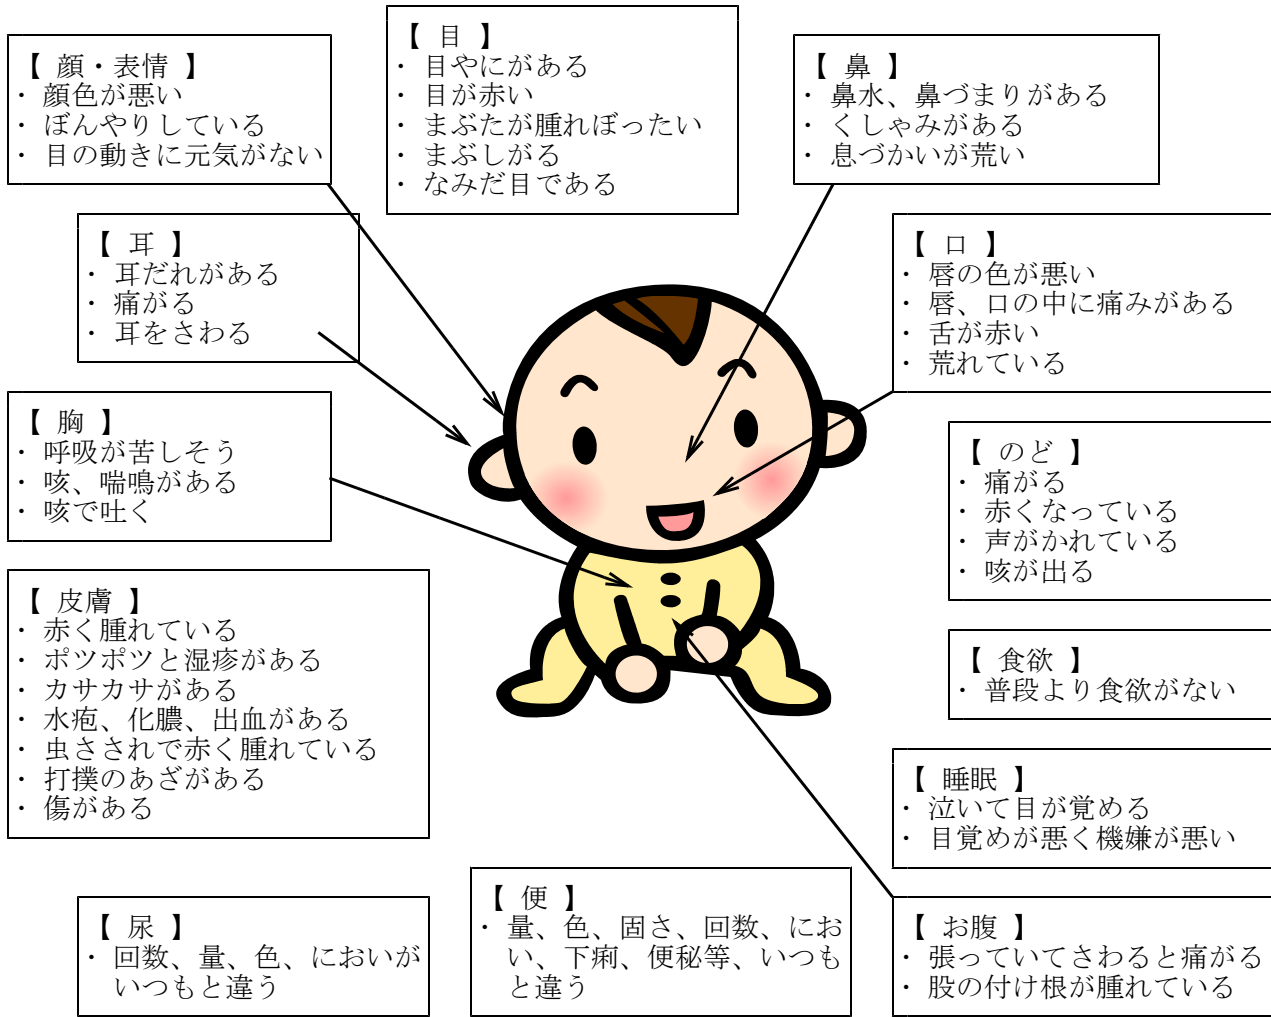 【 顔・表情 】
・ 顔色が悪い
・ ぼんやりしている
・ 目の動きに元気がない
【 目 】
・ 目やにがある
・ 目が赤い
・ まぶたが腫れぼったい
・ まぶしがる
・ なみだ目である
【 鼻 】
・ 鼻水、鼻づまりがある
・ くしゃみがある
・ 息づかいが荒い
【 耳 】
・ 耳だれがある
・ 痛がる
・ 耳をさわる
【 口 】
・ 唇の色が悪い
・ 唇、口の中に痛みがある
・ 舌が赤い
・ 荒れている
【 胸 】
・ 呼吸が苦しそう
・ 咳、喘鳴がある
・ 咳で吐く
【 のど 】
・ 痛がる
・ 赤くなっている
・ 声がかれている
・ 咳が出る
【 皮膚 】
・ 赤く腫れている
・ ポツポツと湿疹がある
・ カサカサがある
・ 水疱、化膿、出血がある
・ 虫さされで赤く腫れている
・ 打撲のあざがある
・ 傷がある
【 食欲 】
・ 普段より食欲がない
【 睡眠 】
・ 泣いて目が覚める
・ 目覚めが悪く機嫌が悪い
【 尿 】
・ 回数、量、色、においが
いつもと違う
【 便 】
・ 量、色、固さ、回数、にお
い、下痢、便秘等、いつも
と違う
【 お腹 】
・ 張っていてさわると痛がる
・ 股の付け根が腫れている